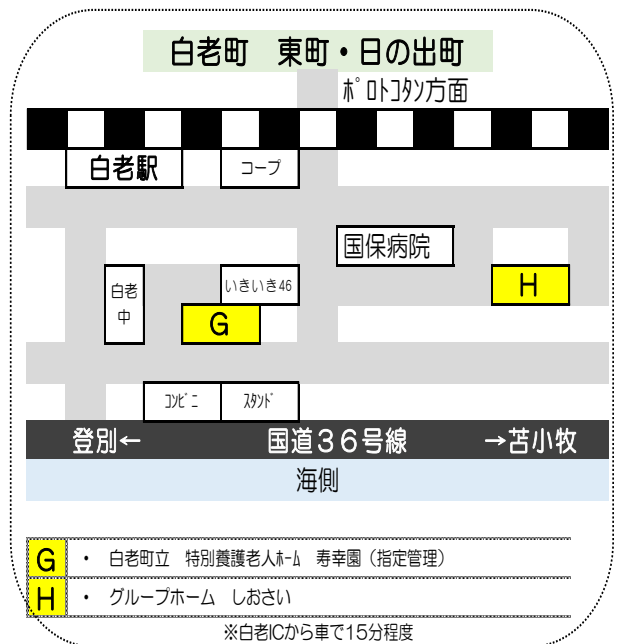 白老町　東町・日の出町
ﾎﾟﾛﾄｺﾀﾝ方面
白老駅
コープ
国保病院
白老
中
いきいき46
H
G
ｺﾝﾋﾞﾆ
ｽﾀﾝﾄﾞ
登別←　国道３６号線　→苫小牧
海側
G ・ 白老町立　特別養護老人ﾎｰﾑ　寿幸園（指定管理）
H ・ グループホーム　しおさい
※白老ICから車で15分程度